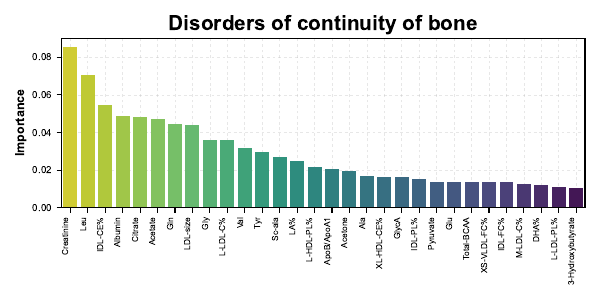 Disorders of continuity of bone
Importance
0.08
0.06
0.04
0.02
0.00
Creatinine
Leu
IDL-CE%
Albumin
Citrate
Acetate
Gln
LDL-size
Gly
L-LDL-C%
Val
Tyr
So-ala
LA%
L-HDL-PL%
ApoB/ApoA1
Acetone
Ala
XL-HDL-CE%
GlycA
IDL-PL%
Pyruvate
Glu
Total-BCAA
XS-VLDL-FC%
IDL-FC%
M-LDL-C%
DHA%
L-LDL-PL%
3-Hydroxybutyrate